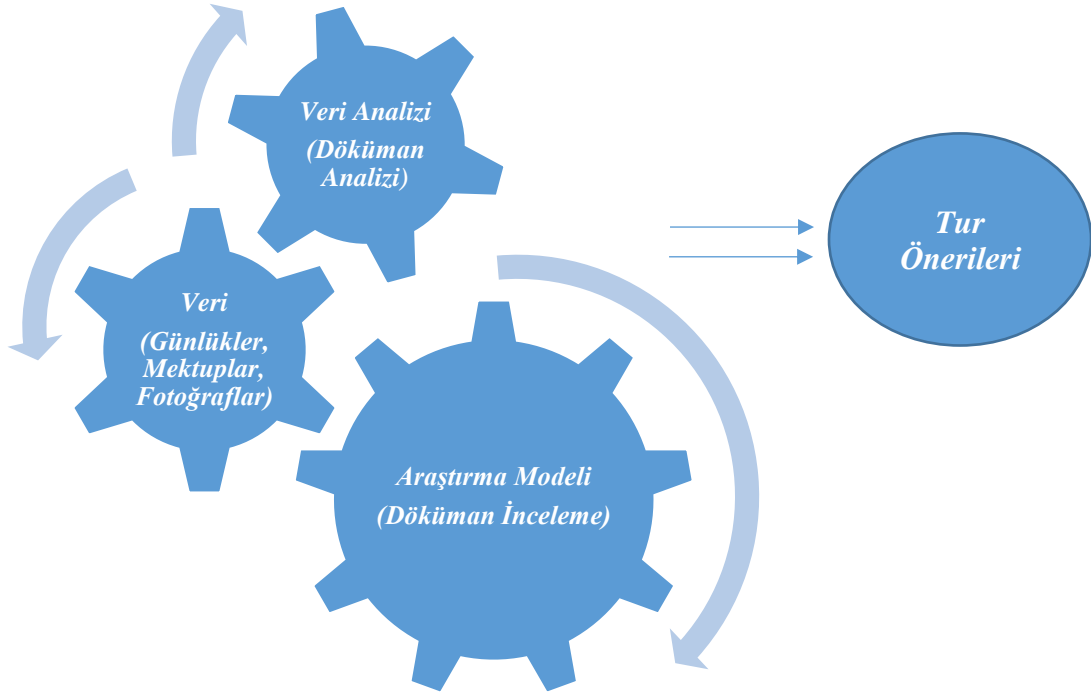 Veri Analizi
(Döküman
Analizi)
Veri
(Günlükler,
Mektuplar,
Fotoğraflar)
Araştırma Modeli
(Döküman İnceleme)
Tur
Önerileri